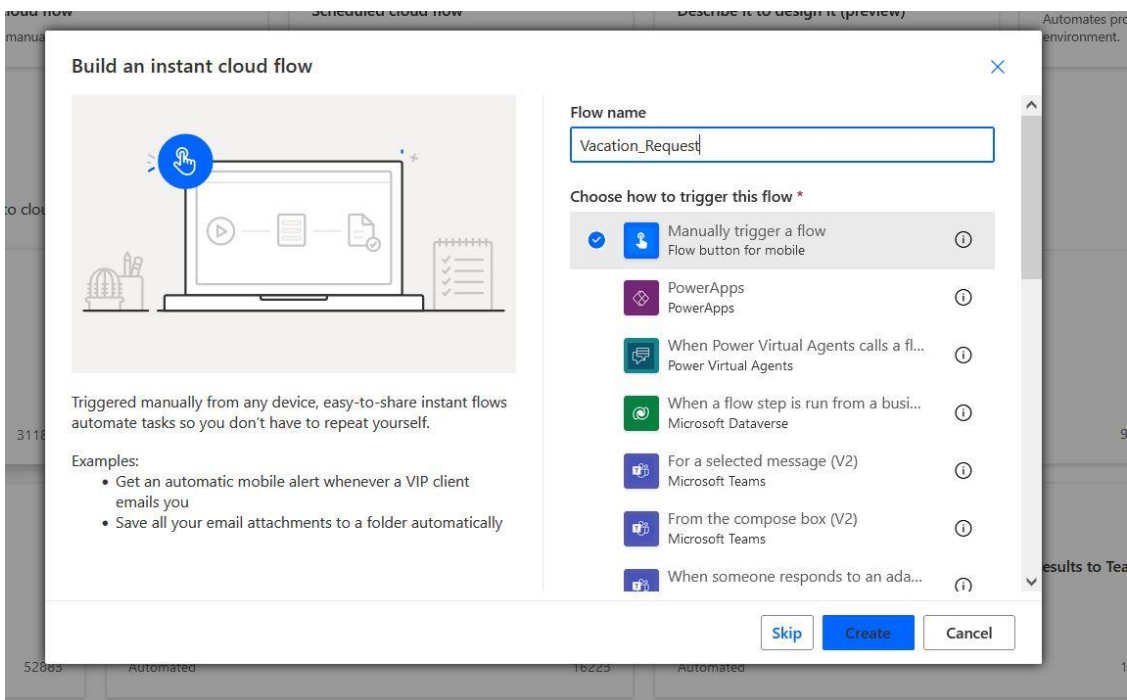 Scheduled cloud flow
Describe it to design it (preview)
Automates
environment.
Build an instant cloud flow
Flow name
Vacation_Request
Choose how to trigger this flow *
Manually trigger a flow
Flow button for mobile
PowerApps
PowerApps
When Power Virtual Agents calls a fl...
Power Virtual Agents
When a flow step is run from a busi...
Microsoft Dataverse
For a selected message (V2)
Microsoft Teams
From the compose box (V2)
Microsoft Teams
When someone responds to an ada...
Triggered manually from any device, easy-to-share instant flows
automate tasks so you don't have to repeat yourself.
Examples:
• Get an automatic mobile alert whenever a VIP client
emails you
• Save all your email attachments to a folder automatically
Skip
Create
Cancel
3118
9
esults to Tea
52883
Automated
16223
Automated
1